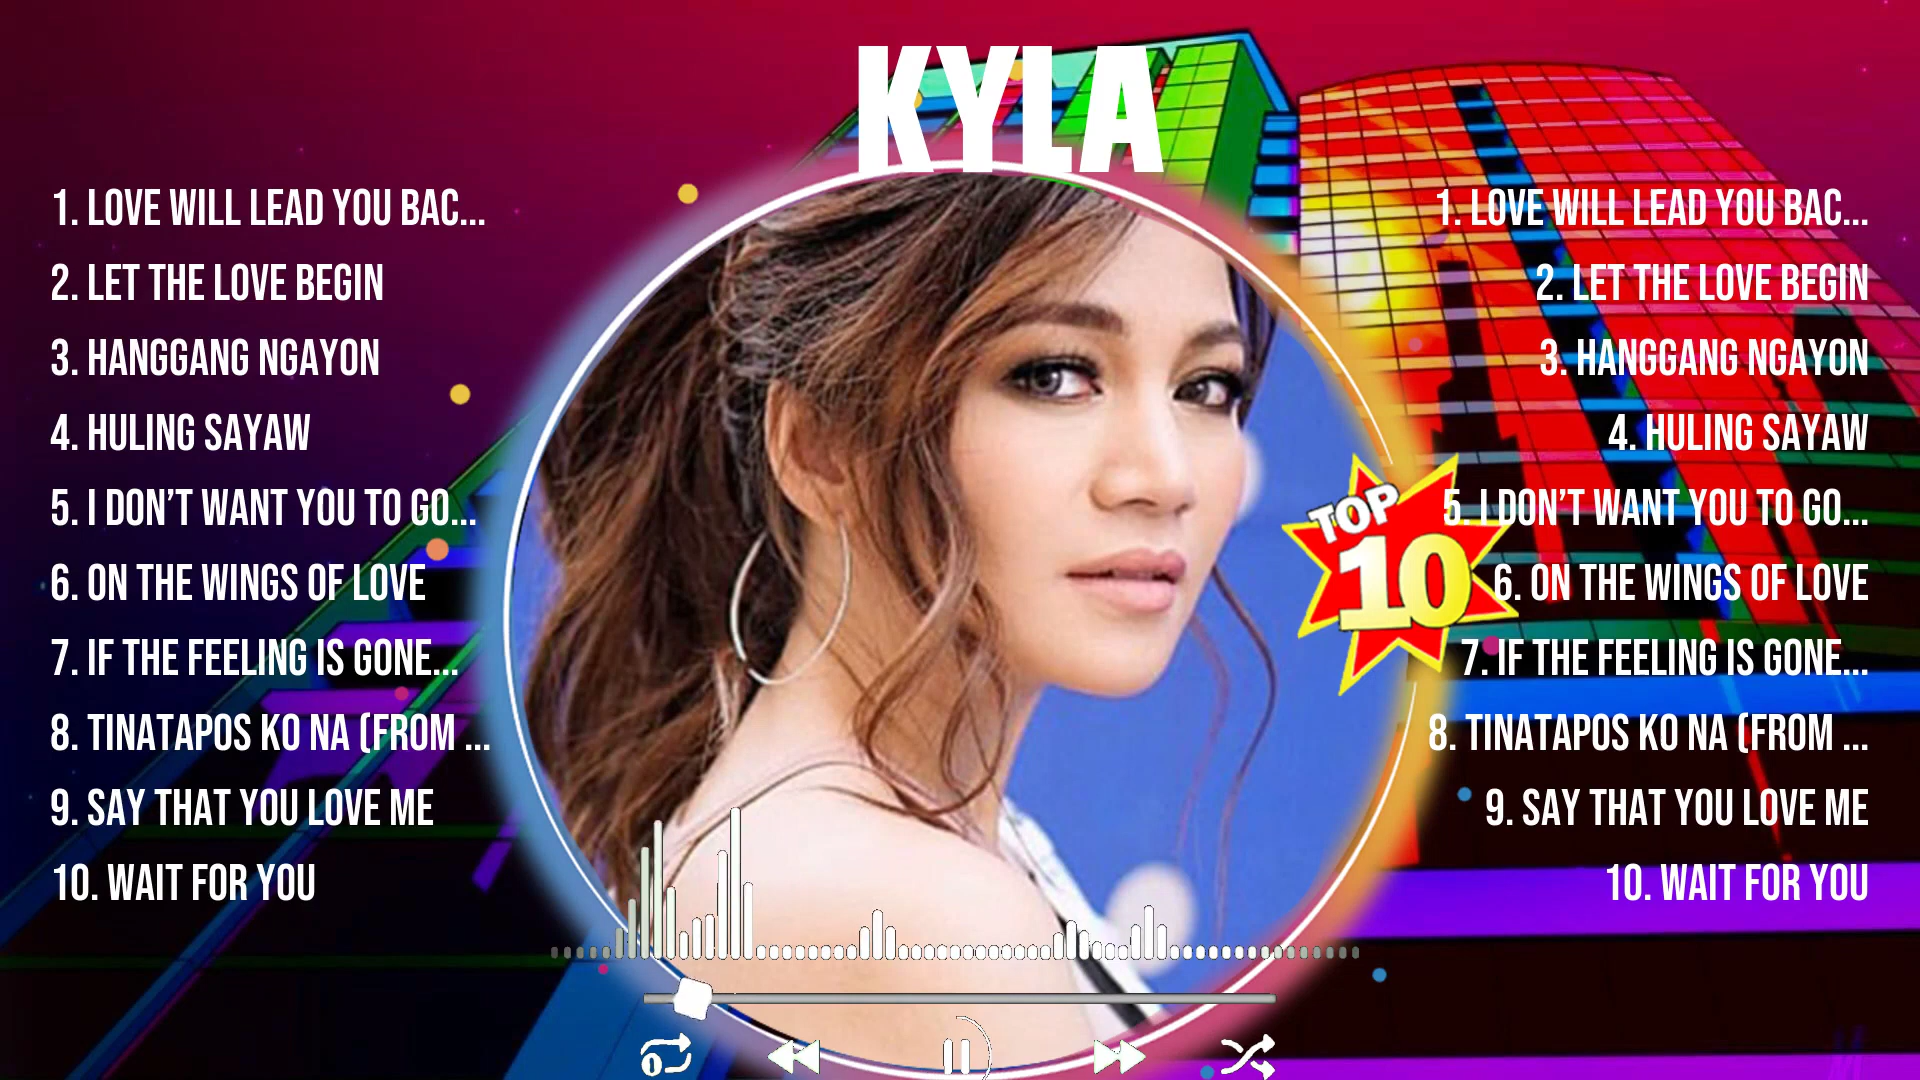 KYLA
1. LOVE WILL LEAD YOU BAC...
2. LET THE LOVE BEGIN
3. HANGGANG NGAYON
4. HULING SAYAW
5. I DON'T WANT YOU TO GO...
6. ON THE WINGS OF LOVE
7. IF THE FEELING IS GONE...
8. TINATAPOS KO NA (FROM ...
9. SAY THAT YOU LOVE ME
10. WAIT FOR YOU
TOP
10
1. LOVE WILL LEAD YOU BAC...
2. LET THE LOVE BEGIN
3. HANGGANG NGAYON
4. HULING SAYAW
5. I DON'T WANT YOU TO GO...
6. ON THE WINGS OF LOVE
7. IF THE FEELING IS GONE...
8. TINATAPOS KO NA (FROM ...
9. SAY THAT YOU LOVE ME
10. WAIT FOR YOU
0